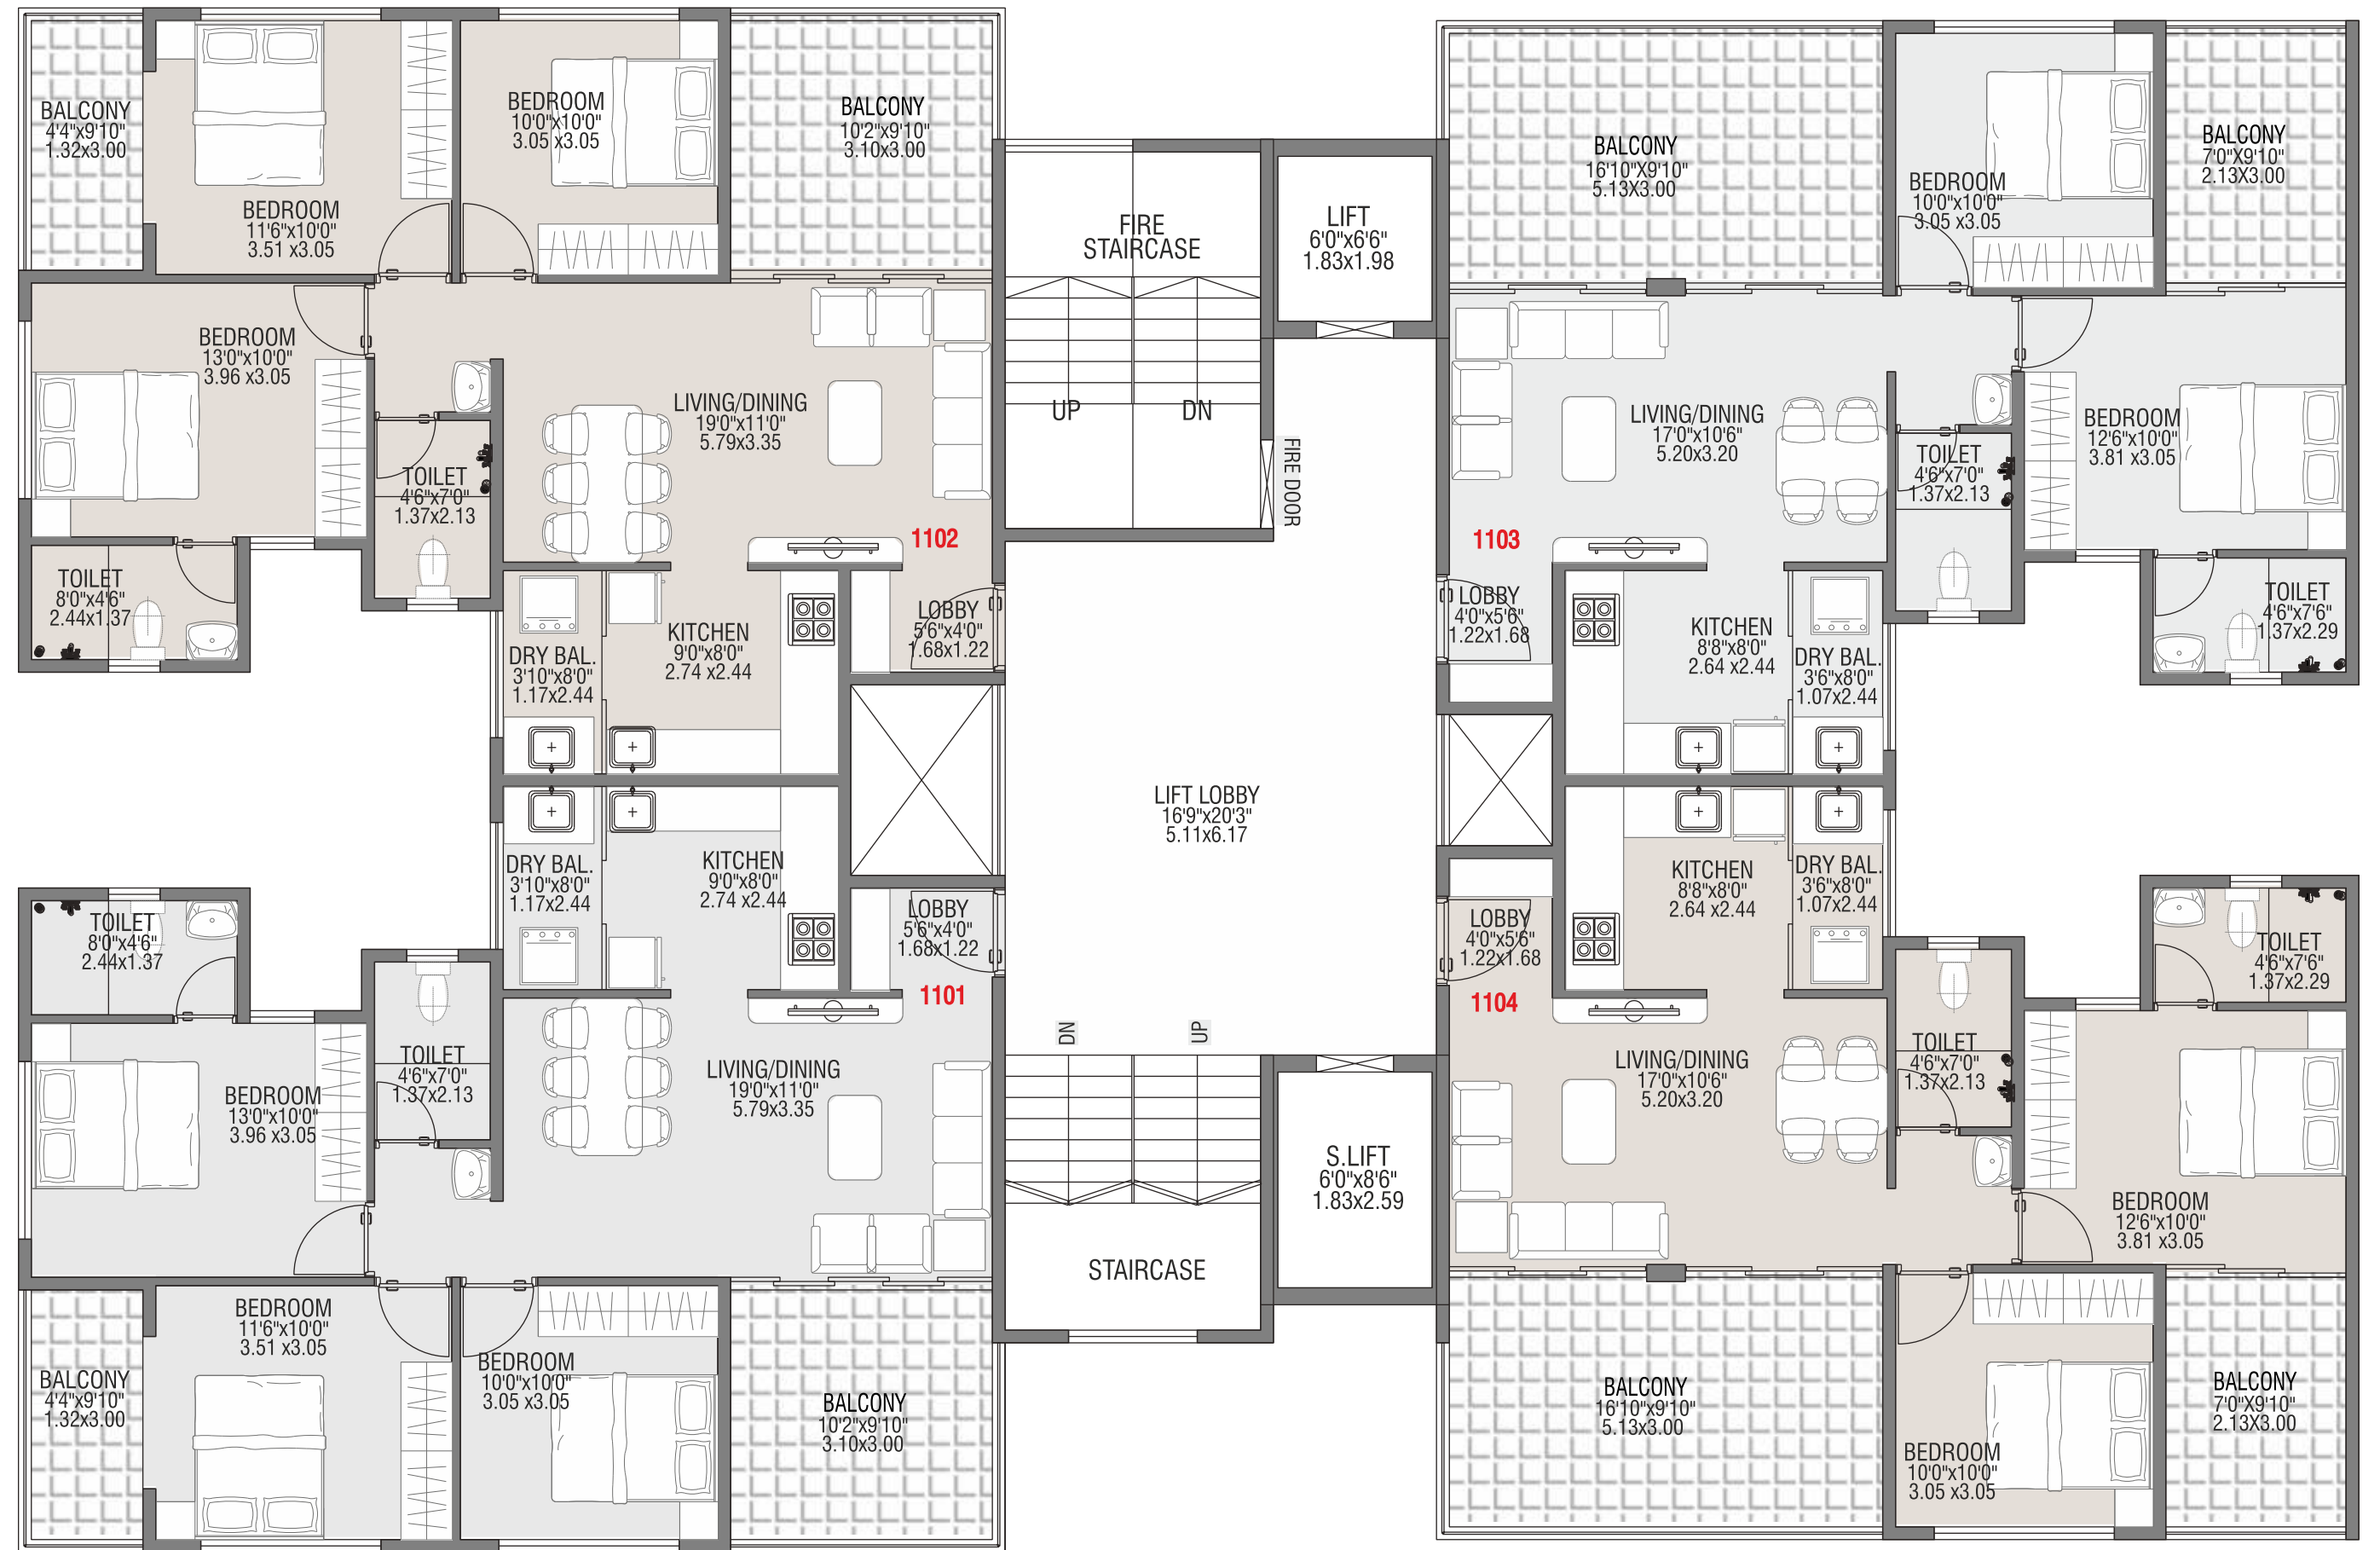 BALCONY
4'4"x9'10"
1.32x3.00
BEDROOM
11'6"x10'0"
3.51 x3.05
BEDROOM
10'0"x10'0"
3.05 x3.05
BALCONY
10'2"x9'10"
3.10x3.00
FIRE
STAIRCASE
LIFT
6'0"x6'6"
1.83x1.98
BALCONY
16'10"X9'10"
5.13X3.00
BEDROOM
10'0"x10'0"
3.05 x3.05
BALCONY
7'0"X9'10"
2.13X3.00
BEDROOM
13'0"x10'0"
3.96 x3.05
TOILET
4'6"x7'0"
1.37x2.13
LIVING/DINING
19'0"x11'0"
5.79x3.35
1102
UP
DN
FIRE DOOR
LIVING/DINING
17'0"x10'6"
5.20x3.20
1103
TOILET
4'6"x7'0"
1.37x2.13
BEDROOM
12'6"x10'0"
3.81 x3.05
TOILET
8'0"x4'6"
2.44x1.37
DRY BAL.
3'10"x8'0"
1.17x2.44
KITCHEN
9'0"x8'0"
2.74 x2.44
LOBBY
5'6"x4'0"
1.68x1.22
LOBBY
4'0"x5'6"
1.22x1.68
KITCHEN
8'8"x8'0"
2.64 x2.44
DRY BAL.
3'6"x8'0"
1.07x2.44
TOILET
4'6"x7'6"
1.37x2.29
LIFT LOBBY
16'9"x20'3"
5.11x6.17
TOILET
8'0"x4'6"
2.44x1.37
DRY BAL.
3'10"x8'0"
1.17x2.44
KITCHEN
9'0"x8'0"
2.74 x2.44
LOBBY
5'6"x4'0"
1.68x1.22
1101
LOBBY
4'0"x5'6"
1.22x1.68
1104
KITCHEN
8'8"x8'0"
2.64 x2.44
DRY BAL.
3'6"x8'0"
1.07x2.44
TOILET
4'6"x7'6"
1.37x2.29
BEDROOM
13'0"x10'0"
3.96 x3.05
TOILET
4'6"x7'0"
1.37x2.13
LIVING/DINING
19'0"x11'0"
5.79x3.35
DN
UP
LIVING/DINING
17'0"x10'6"
5.20x3.20
TOILET
4'6"x7'0"
1.37x2.13
BEDROOM
12'6"x10'0"
3.81 x3.05
S.LIFT
6'0"x8'6"
1.83x2.59
STAIRCASE
BALCONY
4'4"x9'10"
1.32x3.00
BEDROOM
11'6"x10'0"
3.51 x3.05
BEDROOM
10'0"x10'0"
3.05 x3.05
BALCONY
10'2"x9'10"
3.10x3.00
BALCONY
16'10"x9'10"
5.13x3.00
BEDROOM
10'0"x10'0"
3.05 x3.05
BALCONY
7'0"X9'10"
2.13X3.00